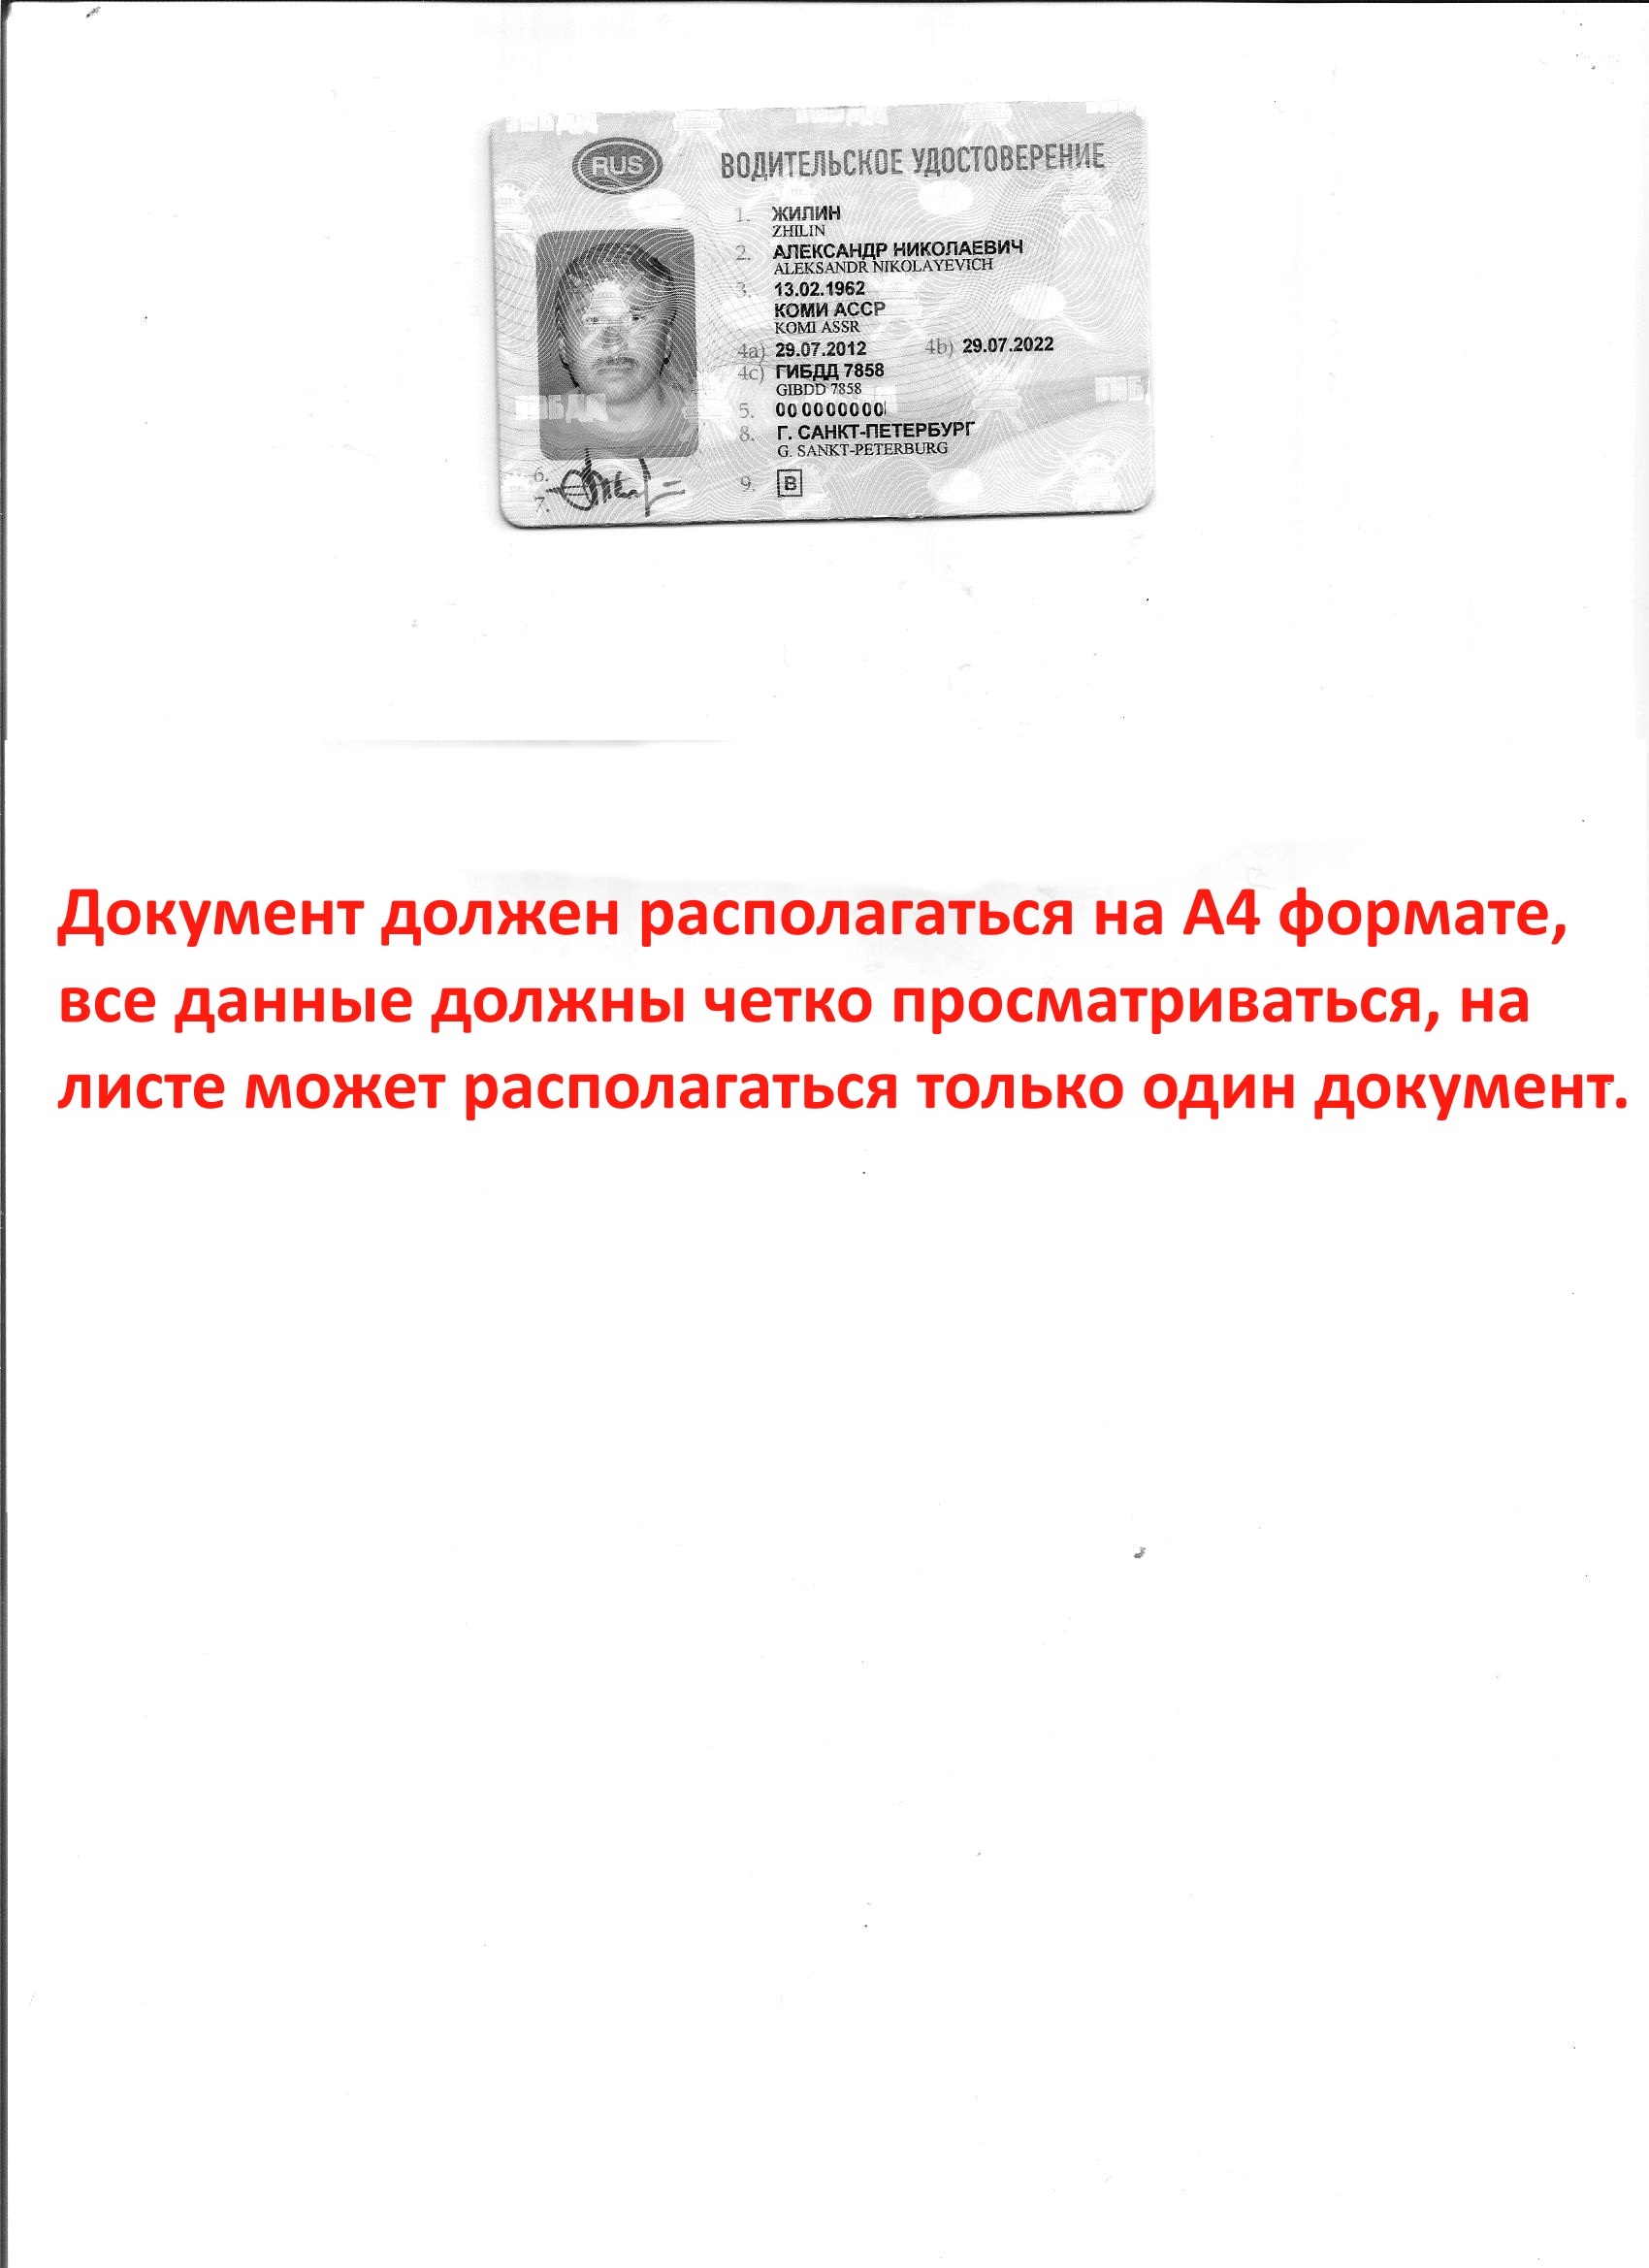 RUS
ВОДИТЕЛЬСКОЕ УДОСТОВЕРЕНИЕ
1. ЖИЛИН
ZHILIN
2. АЛЕКСАНДР НИКОЛАЕВИЧ
ALEKSANDR NIKOLAYEVICH
3. 13.02.1962
КОМИ АССР
KOMI ASSR
4a) 29.07.2012 4b) 29.07.2022
4c) ГИБДД 7858
GIBDD 7858
5. 00 0000000
8. Г. САНКТ-ПЕТЕРБУРГ
G. SANKT-PETERBURG
6.
7.
9. B
Документ должен располагаться на А4 формате,
все данные должны четко просматриваться, на
листе может располагаться только один документ.